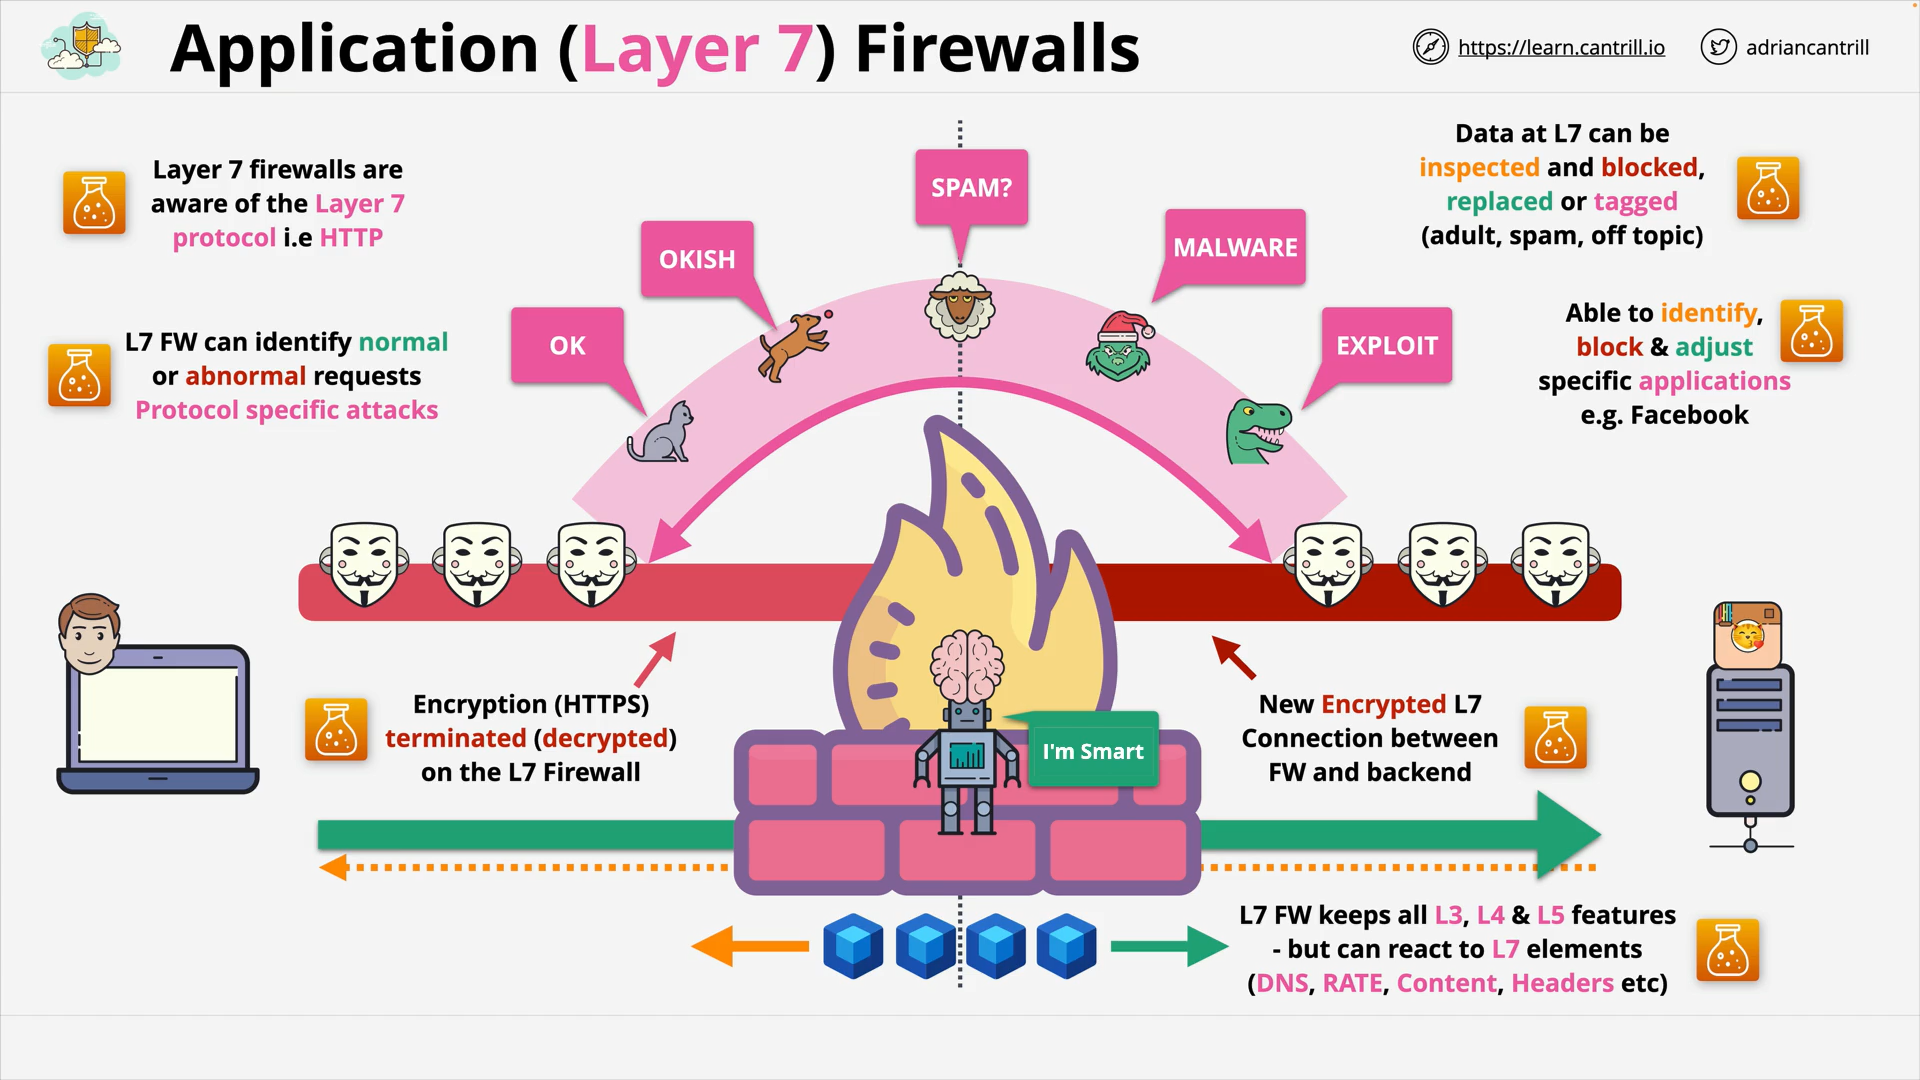 Application (Layer 7) Firewalls
https://learn.cantrill.io
adriancantrill
Layer 7 firewalls are
aware of the Layer 7
protocol i.e HTTP
L7 FW can identify normal
or abnormal requests
Protocol specific attacks
OK
OKISH
SPAM?
MALWARE
EXPLOIT
Data at L7 can be
inspected and blocked,
replaced or tagged
(adult, spam, off topic)
Able to identify,
block & adjust
specific applications
e.g. Facebook
Encryption (HTTPS)
terminated (decrypted)
on the L7 Firewall
I'm Smart
New Encrypted L7
Connection between
FW and backend
L7 FW keeps all L3, L4 & L5 features
- but can react to L7 elements
(DNS, RATE, Content, Headers etc)